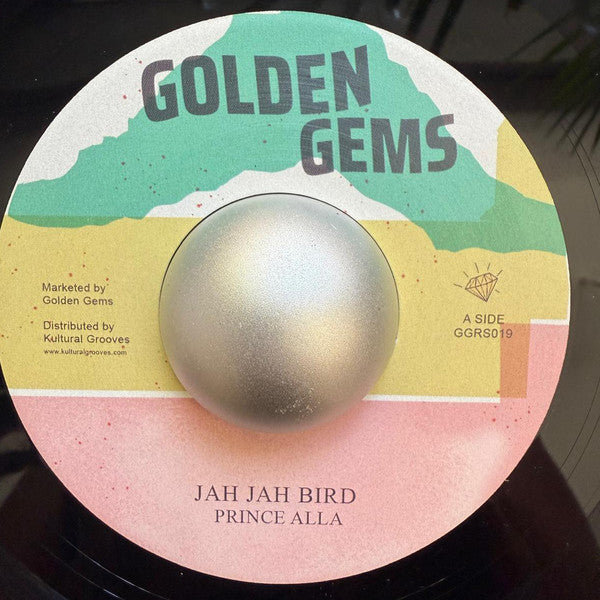 GOLDEN
GEMS
Marketed by
Golden Gems
Distributed by
Kultural Grooves
www.kulturalgrooves.com
A SIDE
GGRS019
JAH JAH BIRD
PRINCE ALLA